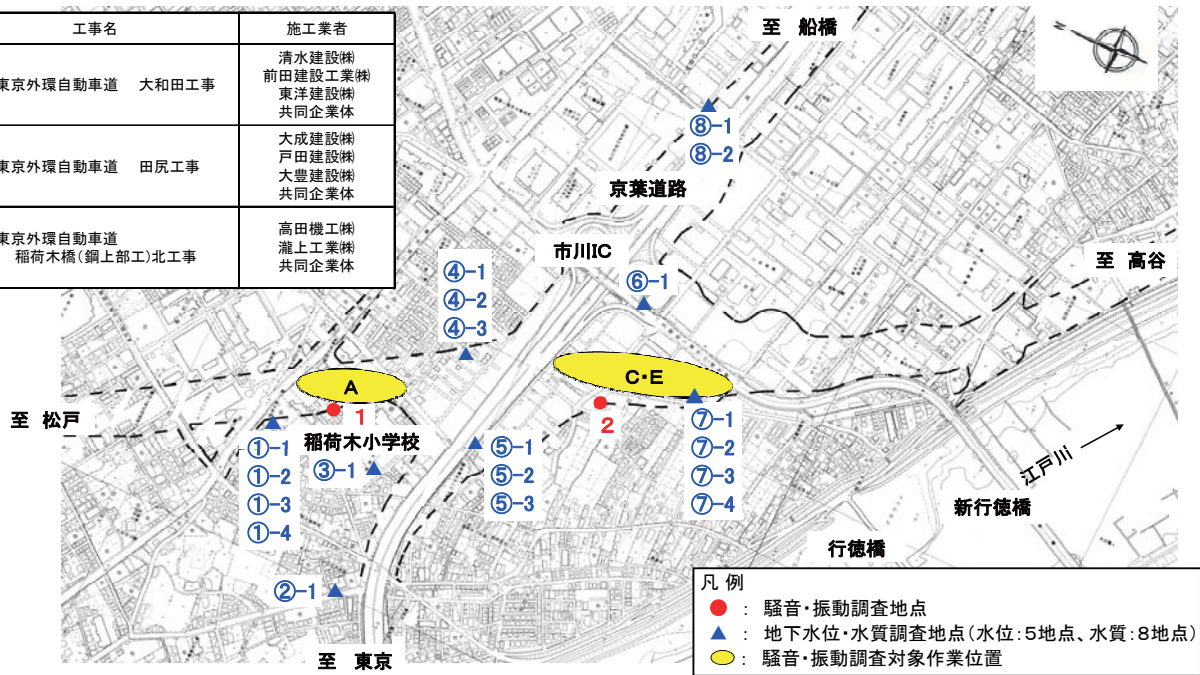 工事名 施工業者
東京外環自動車道 大和田工事
清水建設㈱
前田建設工業㈱
東洋建設㈱
共同企業体
東京外環自動車道 田尻工事
大成建設㈱
戸田建設㈱
大豊建設㈱
共同企業体
東京外環自動車道
稲荷木橋(鋼上部工)北工事
高田機工㈱
瀧上工業㈱
共同企業体
至 船橋
N
⑧-1
⑧-2
京葉道路
市川IC
至 高谷
④-1
④-2
④-3
⑥-1
A
C・E
至 松戸
1
2
稲荷木小学校
①-1
①-2
①-3
①-4
③-1
⑤-1
⑤-2
⑤-3
⑦-1
⑦-2
⑦-3
⑦-4
江戸川
新行徳橋
行徳橋
②-1
至 東京
凡 例
: 騒音・振動調査地点
: 地下水位・水質調査地点(水位:5地点、水質:8地点)
: 騒音・振動調査対象作業位置